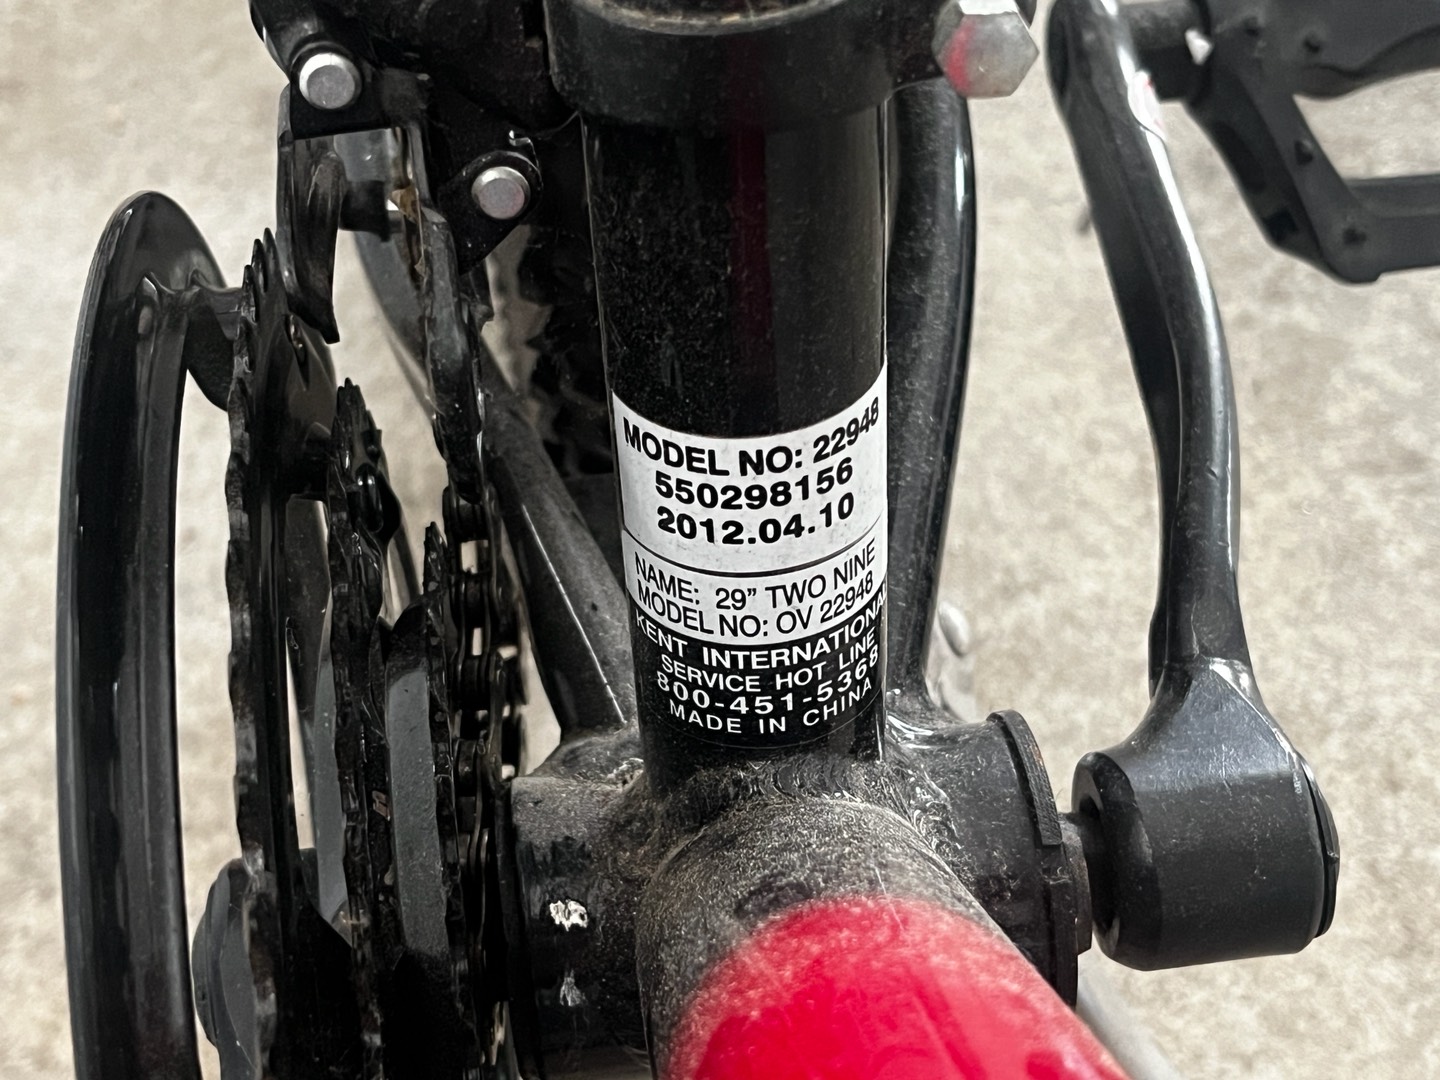 MODEL NO: 22948
550298156
2012.04.10
NAME: 29" TWO NINE
MODEL NO: OV 22948
KENT INTERNATIONAL
SERVICE HOT LINE
800-451-5368
MADE IN CHINA